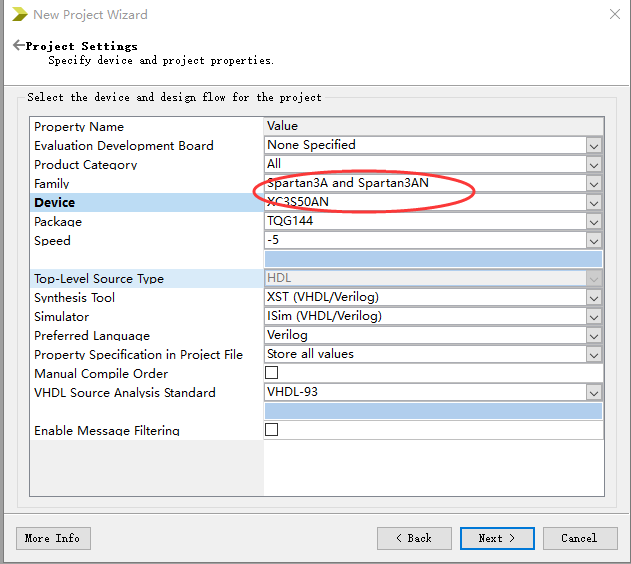 New Project Wizard
Project Settings
Specify device and project properties.
Select the device and design flow for the project
Property Name Value
Evaluation Development Board None Specified
Product Category All
Family Spartan3A and Spartan3AN
Device XC3S50AN
Package TQG144
Speed -5
Top-Level Source Type HDL
Synthesis Tool XST (VHDL/Verilog)
Simulator ISim (VHDL/Verilog)
Preferred Language Verilog
Property Specification in Project File Store all values
Manual Compile Order
VHDL Source Analysis Standard VHDL-93
Enable Message Filtering
More Info < Back Next > Cancel